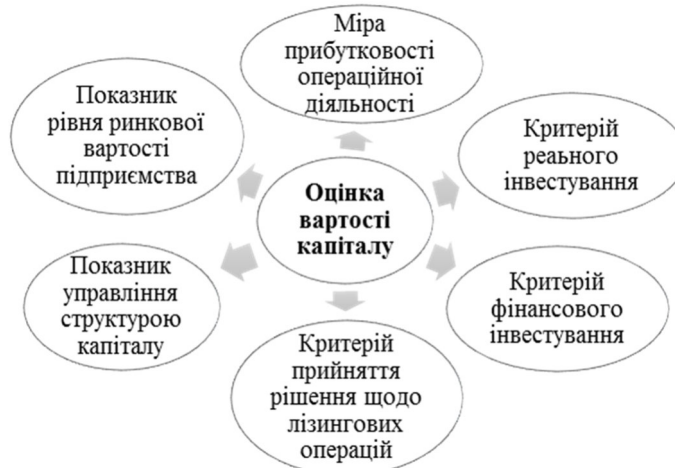 Міра
прибутковості
операційної
діяльності
Показник
рівня ринкової
вартості
підприємства
Критерій
реаьного
інвестування
Оцінка
вартості
капіталу
Показник
управління
структурою
капіталу
Критерій
фінансового
інвестування
Критерій
прийняття
рішення щодо
лізингових
операцій